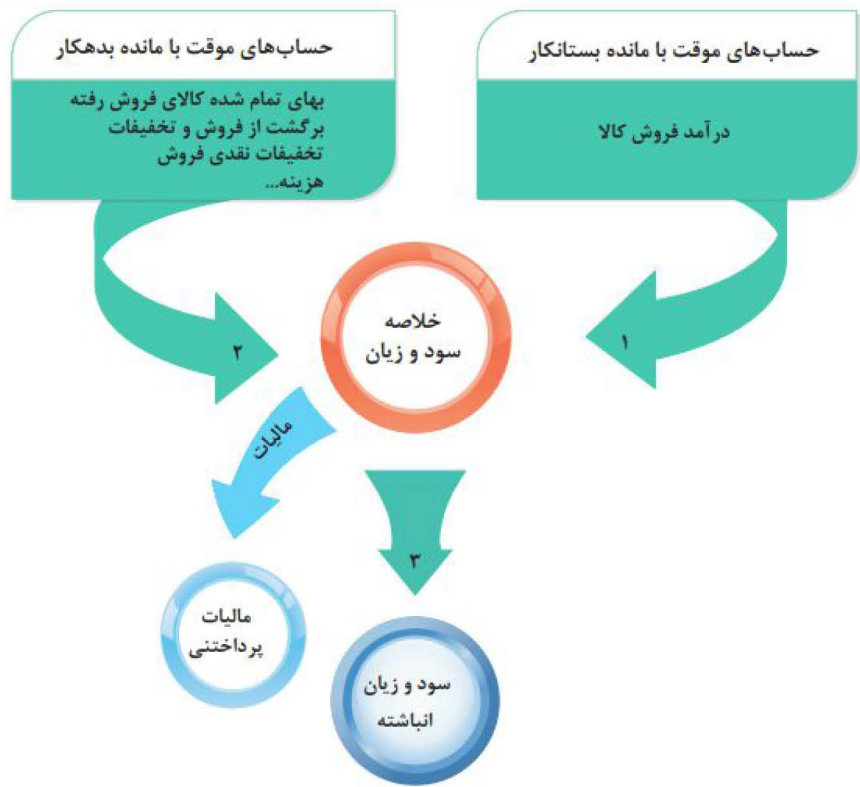 حساب‌های موقت با مانده بستانکار
درآمد فروش کالا
حساب‌های موقت با مانده بدهکار
بهای تمام شده کالای فروش رفته
برگشت از فروش و تخفیفات
تخفیفات نقدی فروش
هزینه...
۱
۲
خلاصه
سود و زیان
مالیات
۳
مالیات
پرداختنی
سود و زیان
انباشته